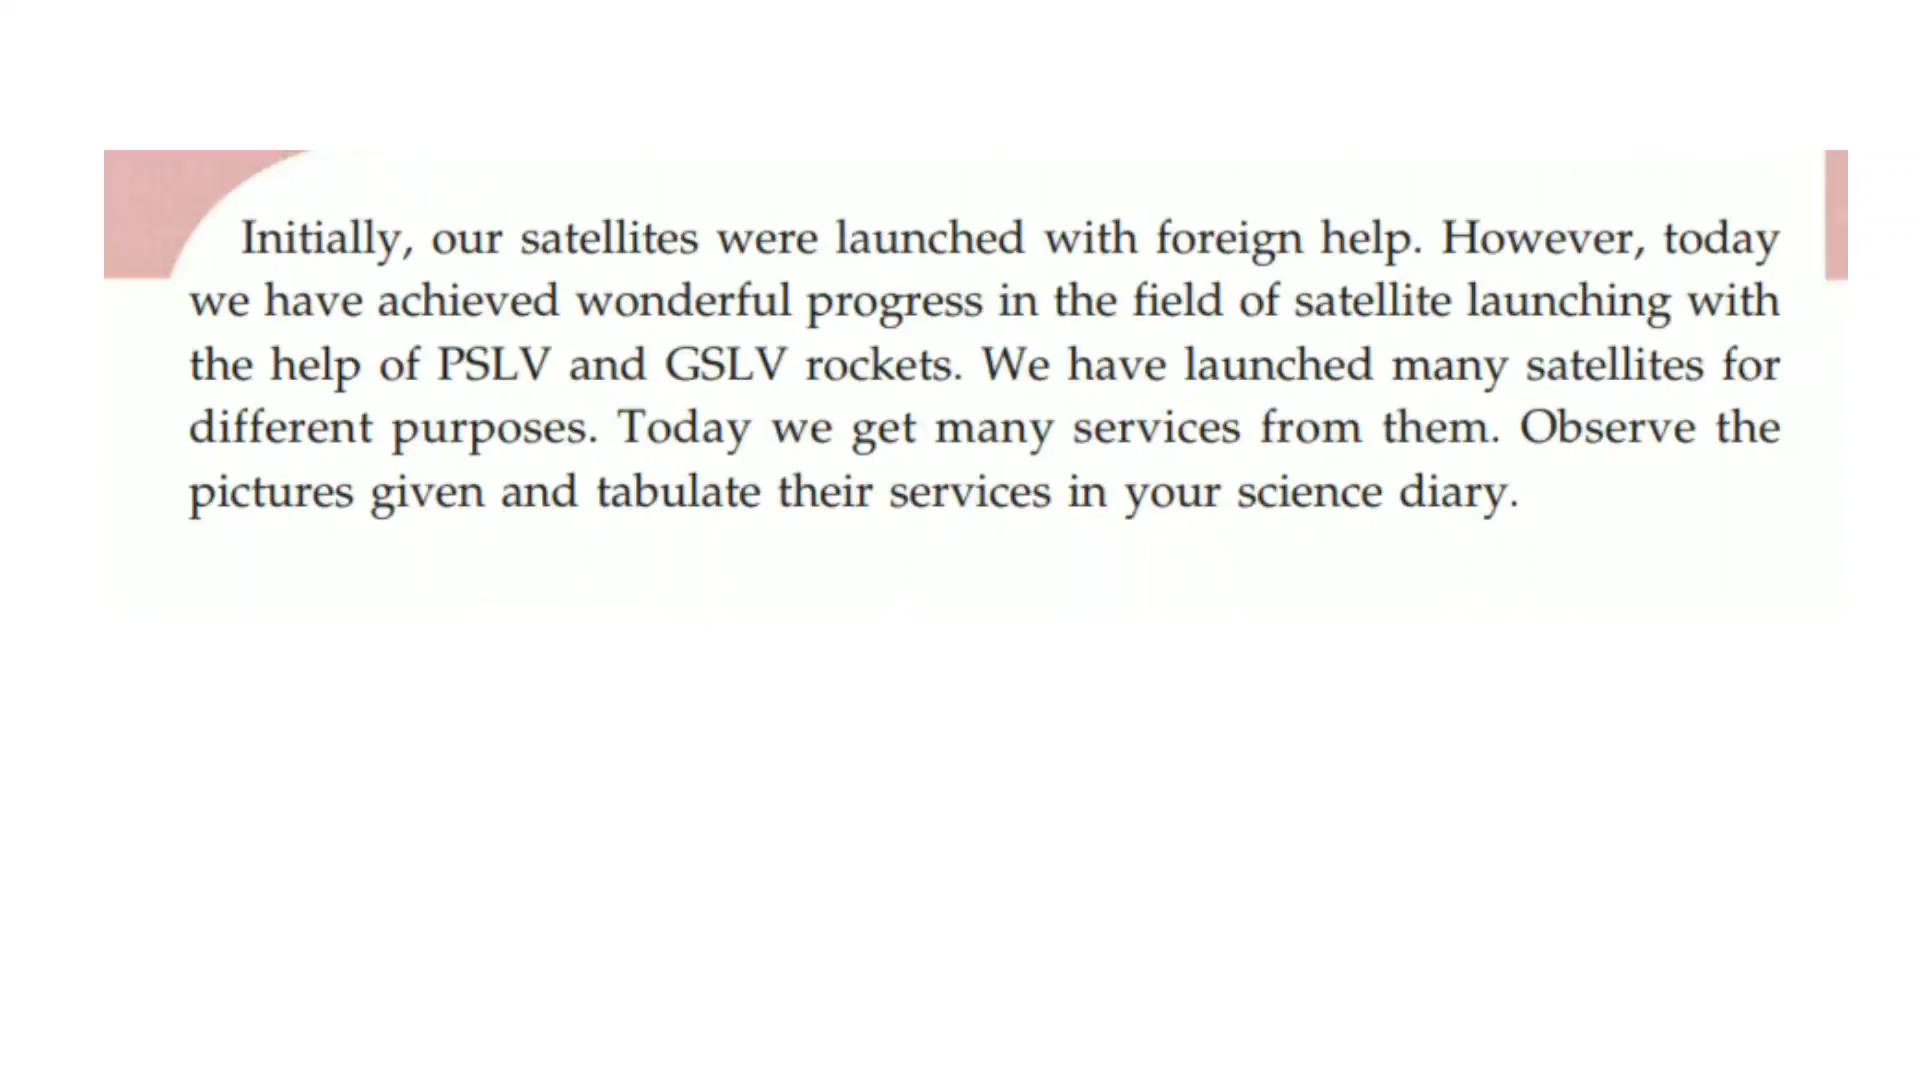 Initially, our satellites were launched with foreign help. However, today
we have achieved wonderful progress in the field of satellite launching with
the help of PSLV and GSLV rockets. We have launched many satellites for
different purposes. Today we get many services from them. Observe the
pictures given and tabulate their services in your science diary.